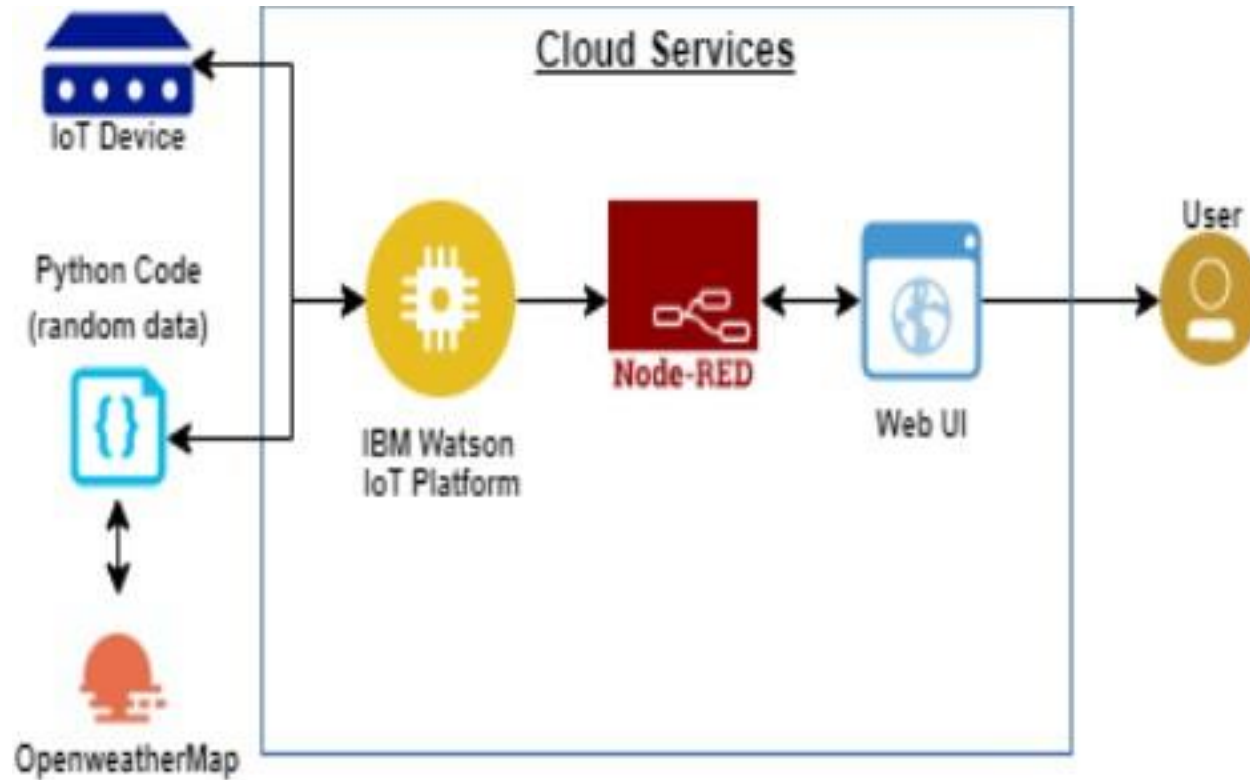 Cloud Services
IoT Device
Python Code
(random data)
{}
OpenweatherMap
IBM Watson
IoT Platform
Node-RED
Web UI
User